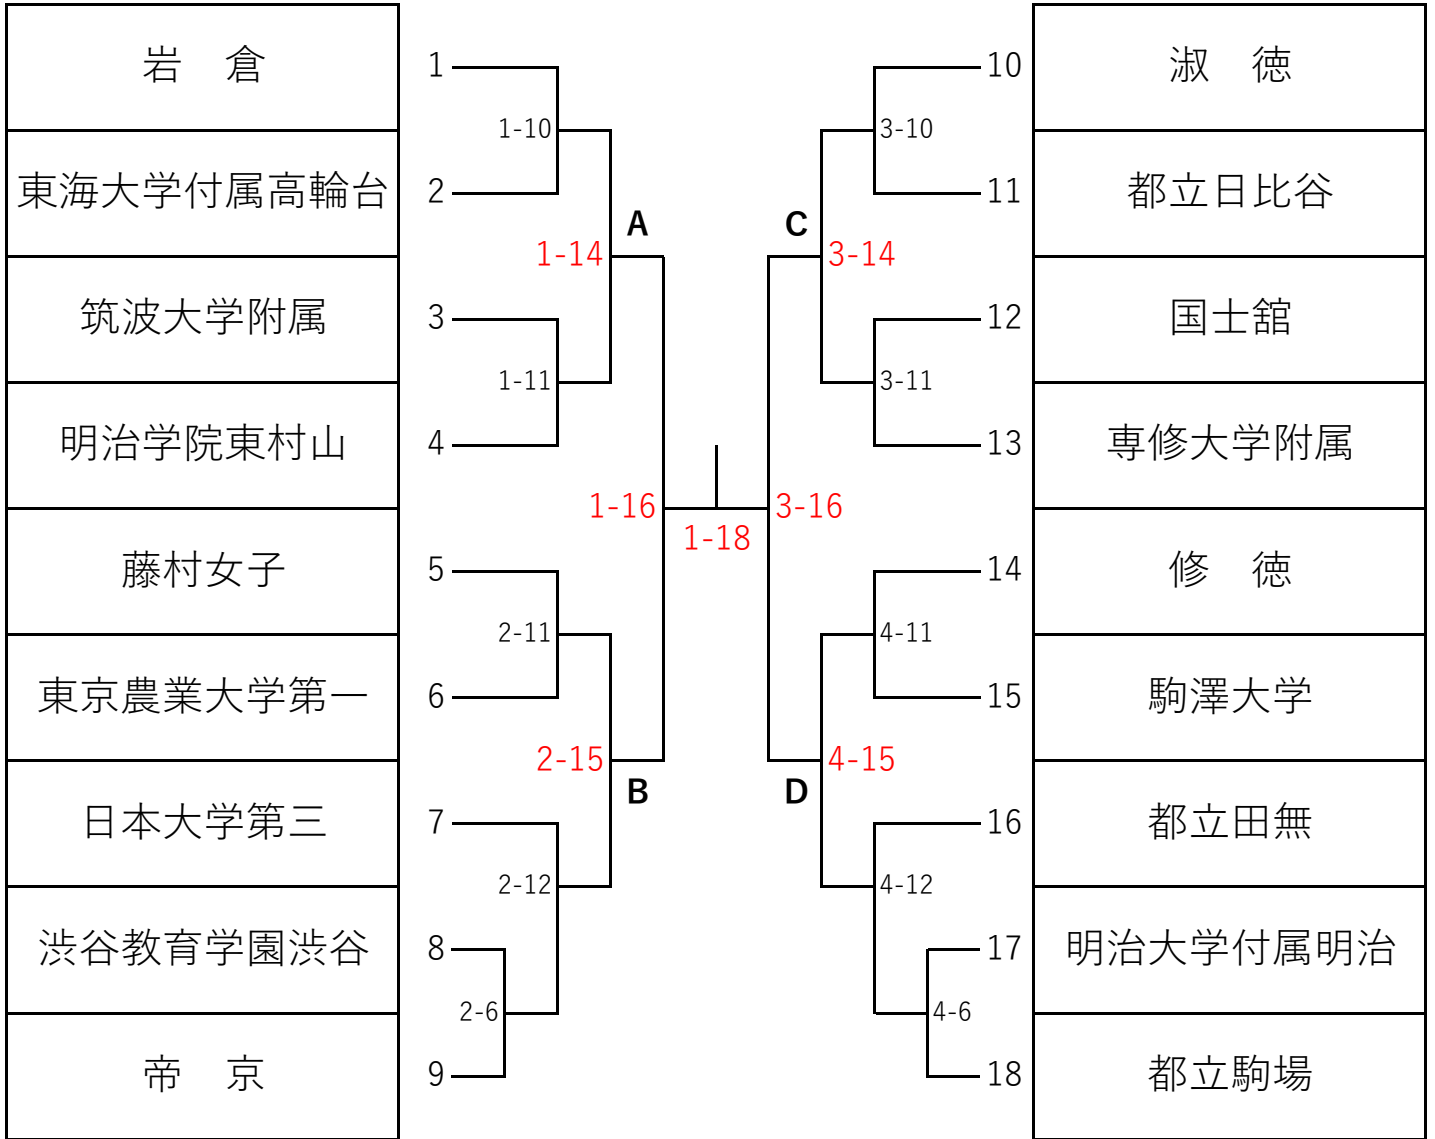 岩　倉
東海大学付属高輪台
筑波大学附属
明治学院東村山
藤村女子
東京農業大学第一
日本大学第三
渋谷教育学園渋谷
帝　京
1
2
3
4
5
6
7
8
9
1-10
1-11
2-11
2-12
2-6
1-14
2-15
A
B
1-16
1-18
3-16
C
D
3-14
4-15
3-10
3-11
4-11
4-12
4-6
10
11
12
13
14
15
16
17
18
淑　徳
都立日比谷
国士舘
専修大学附属
修　徳
駒澤大学
都立田無
明治大学付属明治
都立駒場